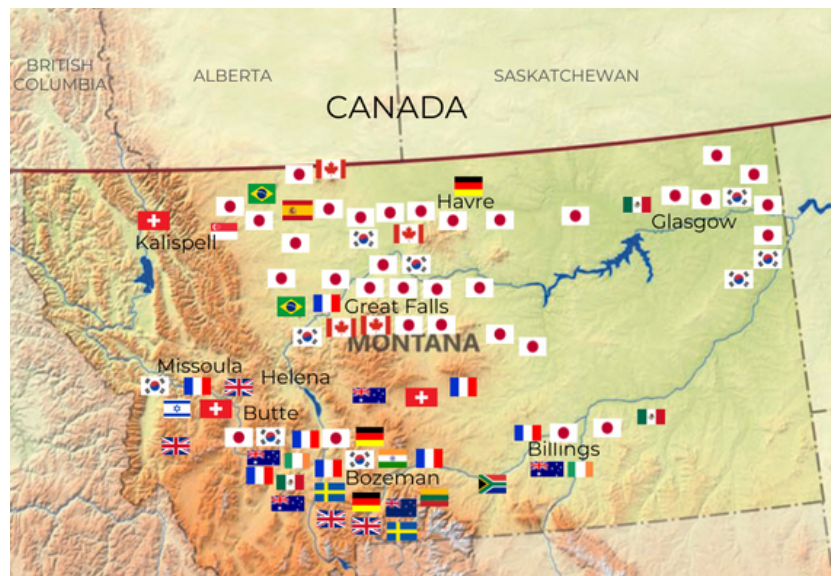 BRITISH
COLUMBIA
ALBERTA
SASKATCHEWAN
CANADA
Havre
Glasgow
Kalispell
Great Falls
MONTANA
Missoula
Helena
Butte
Billings
Bozeman